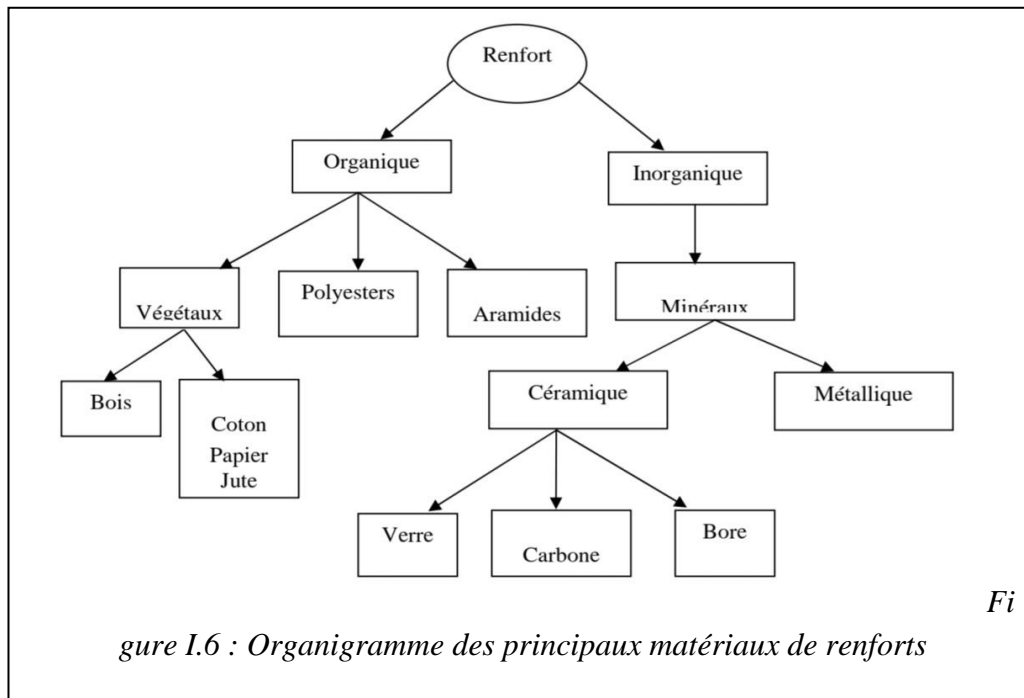 Renfort
Organique
Inorganique
Végétaux
Polyesters
Aramides
Minéraux
Bois
Coton
Papier
Jute
Céramique
Métallique
Verre
Carbone
Bore
Fi
gure I.6 : Organigramme des principaux matériaux de renforts